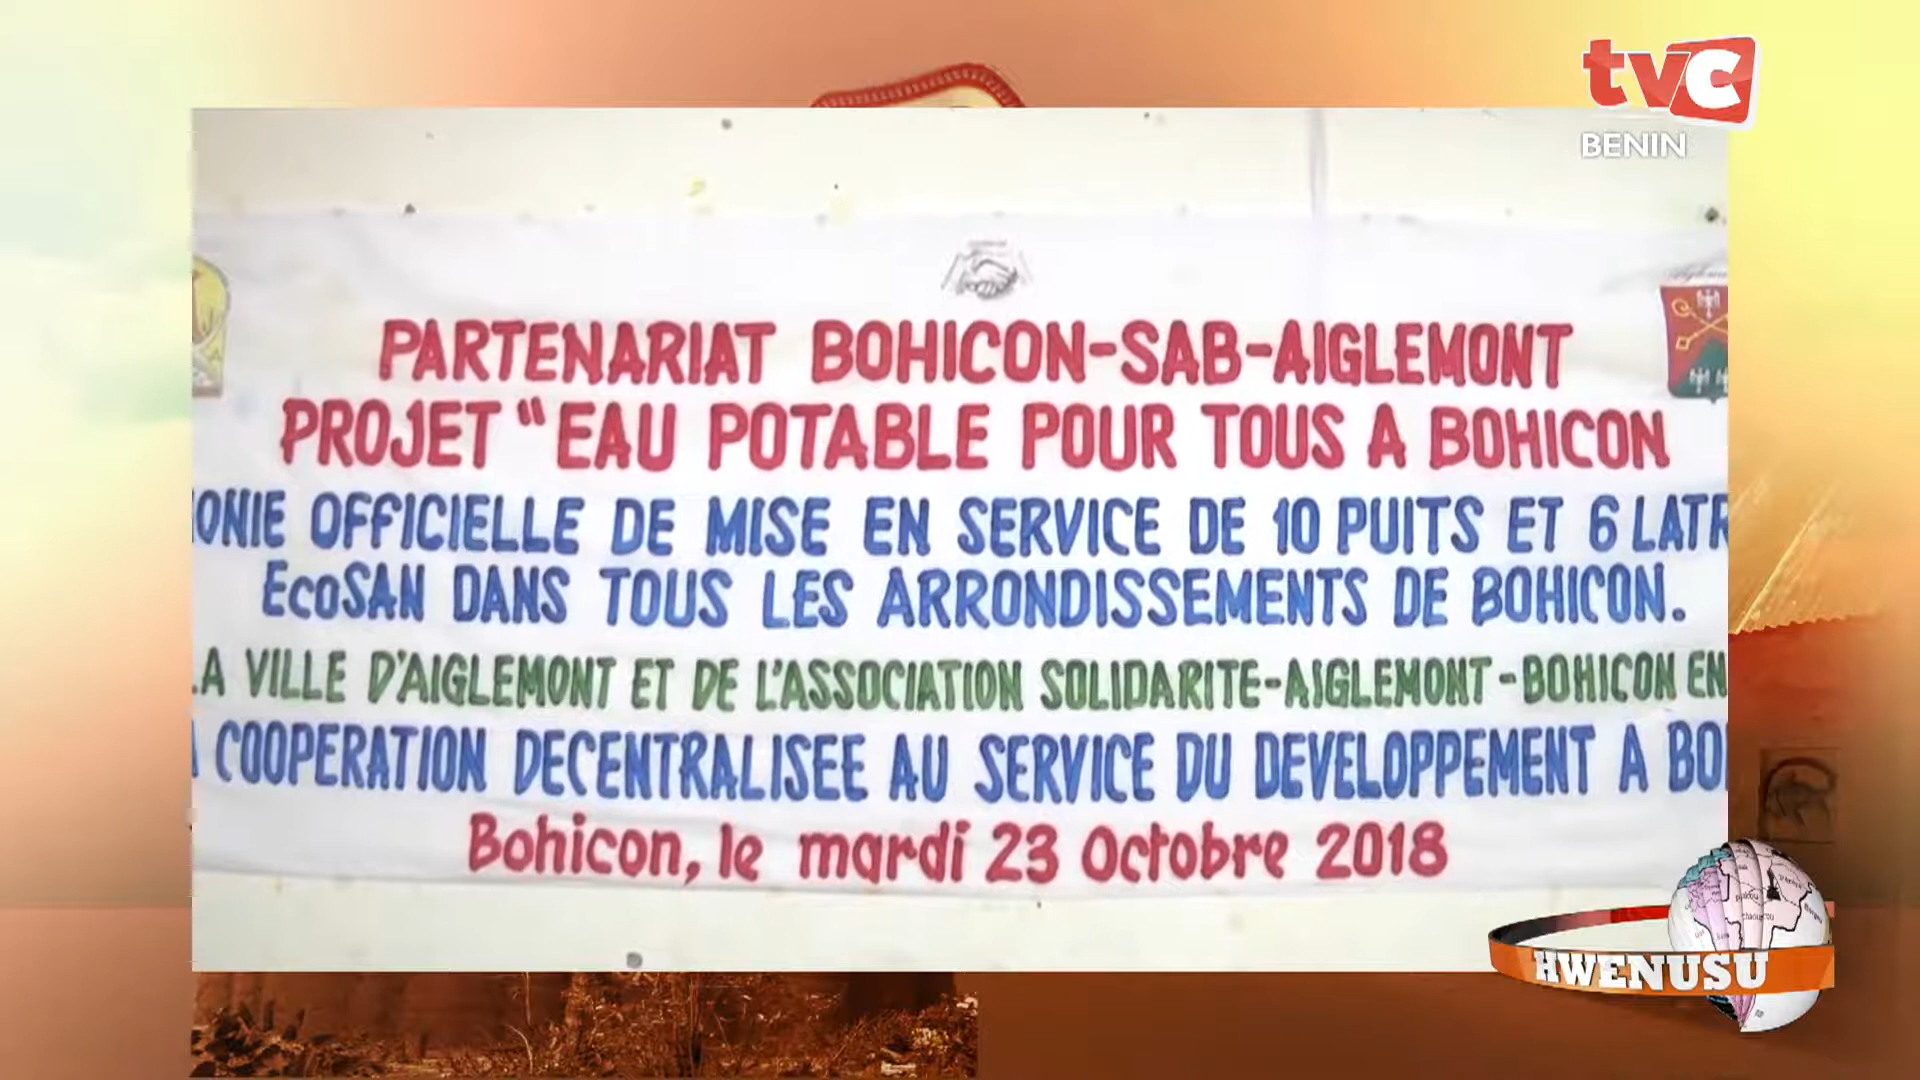 tvc
BENIN
PARTENARIAT BOHICON-SAB-AIGLEMONT
PROJET "EAU POTABLE POUR TOUS A BOHICON
ONIE OFFICIELLE DE MISE EN SERVICE DE 10 PUITS ET 6 LATR
EcoSAN DANS TOUS LES ARRONDISSEMENTS DE BOHICON.
LA VILLE D'AIGLEMONT ET DE L'ASSOCIATION SOLIDARITE-AIGLEMONT-BOHICON EN
COOPERATION DECENTRALISEE AU SERVICE DU DEVELOPPEMENT A BO
Bohicon, le mardi 23 Octobre 2018
HWENUSU